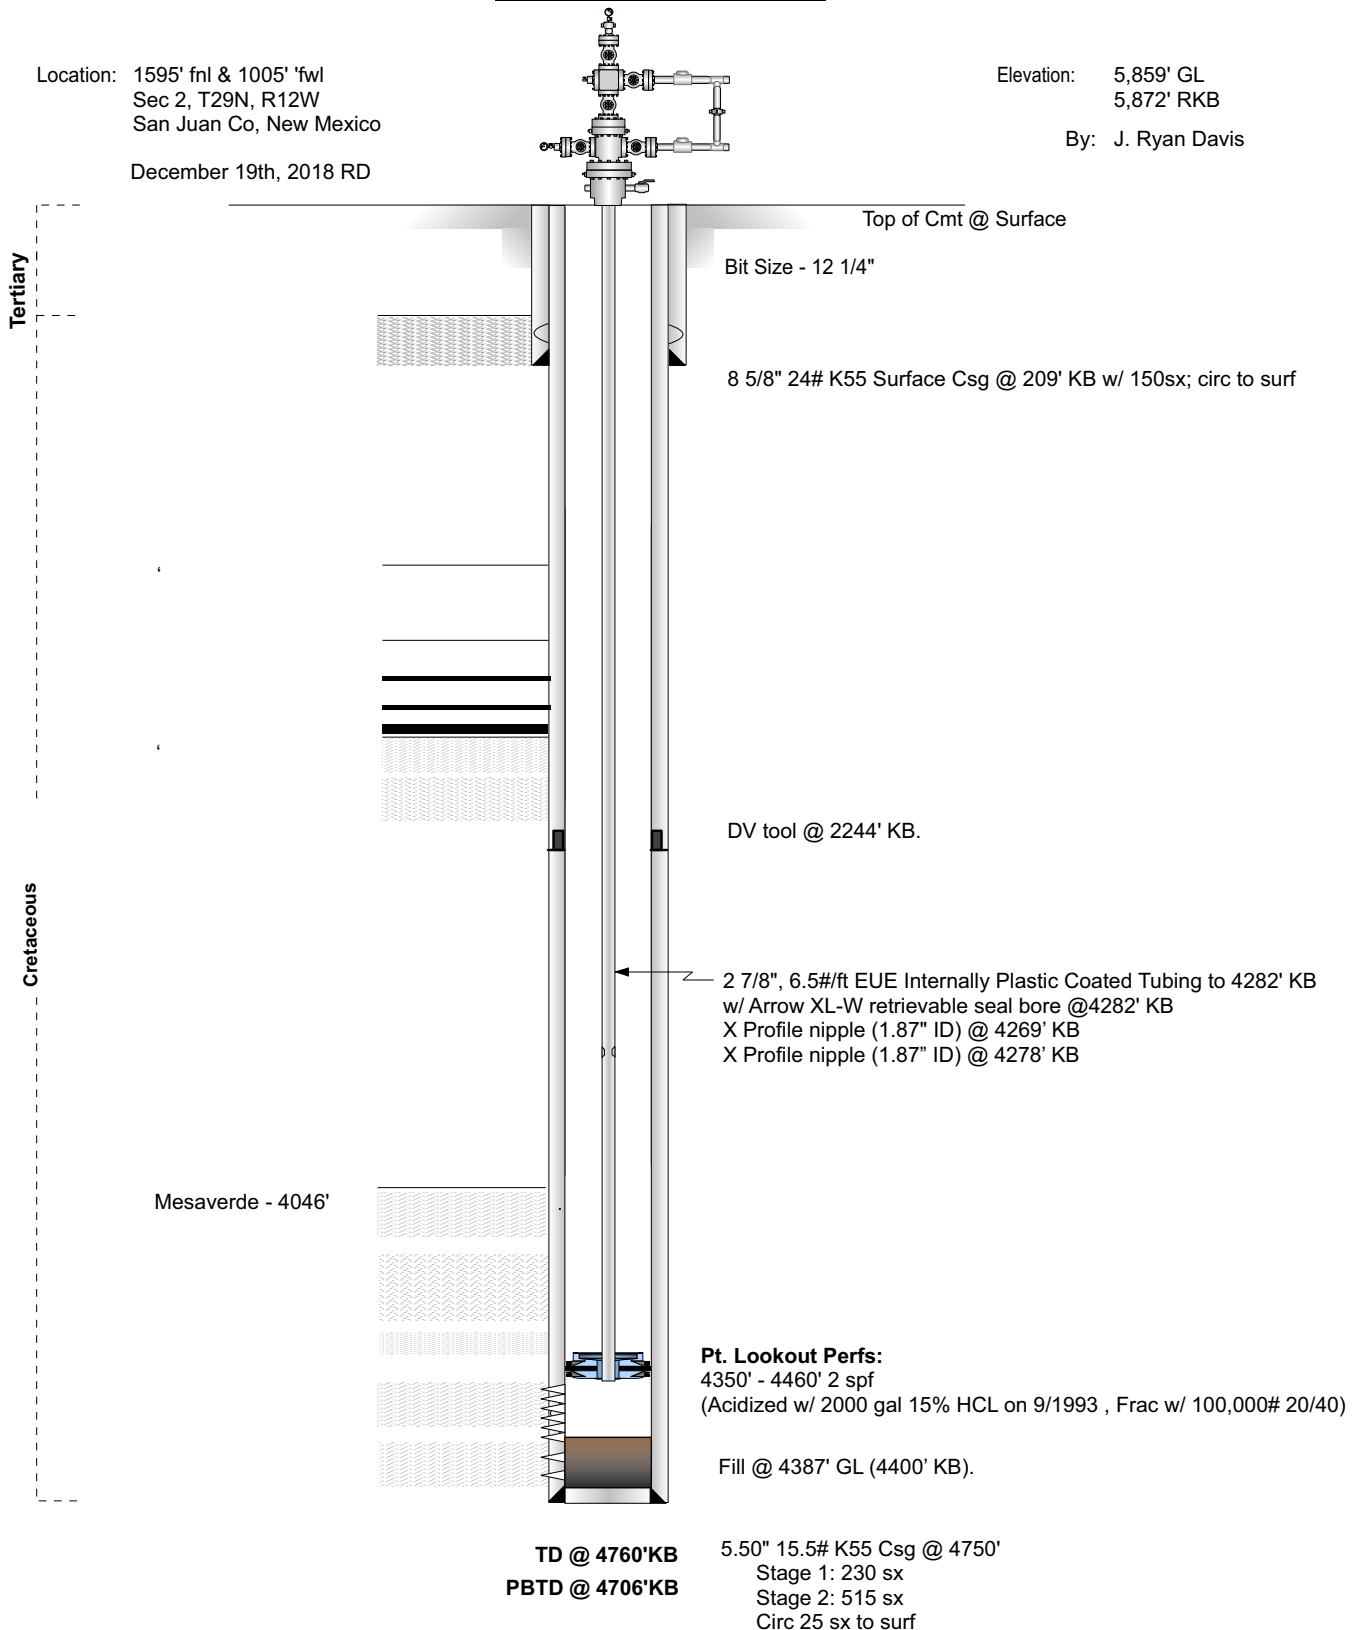 Location: 1595' fnl & 1005' 'fwl
Sec 2, T29N, R12W
San Juan Co, New Mexico
December 19th, 2018 RD
Elevation: 5,859' GL
5,872' RKB
By: J. Ryan Davis
Tertiary
Top of Cmt @ Surface
Bit Size - 12 1/4"
8 5/8" 24# K55 Surface Csg @ 209' KB w/ 150sx; circ to surf
‘
‘
DV tool @ 2244' KB.
Cretaceous
2 7/8", 6.5#/ft EUE Internally Plastic Coated Tubing to 4282' KB
w/ Arrow XL-W retrievable seal bore @4282' KB
X Profile nipple (1.87" ID) @ 4269’ KB
X Profile nipple (1.87” ID) @ 4278’ KB
Mesaverde - 4046'
Pt. Lookout Perfs:
4350' - 4460' 2 spf
(Acidized w/ 2000 gal 15% HCL on 9/1993 , Frac w/ 100,000# 20/40)
Fill @ 4387' GL (4400’ KB).
TD @ 4760'KB
PBTD @ 4706'KB
5.50" 15.5# K55 Csg @ 4750'
Stage 1: 230 sx
Stage 2: 515 sx
Circ 25 sx to surf